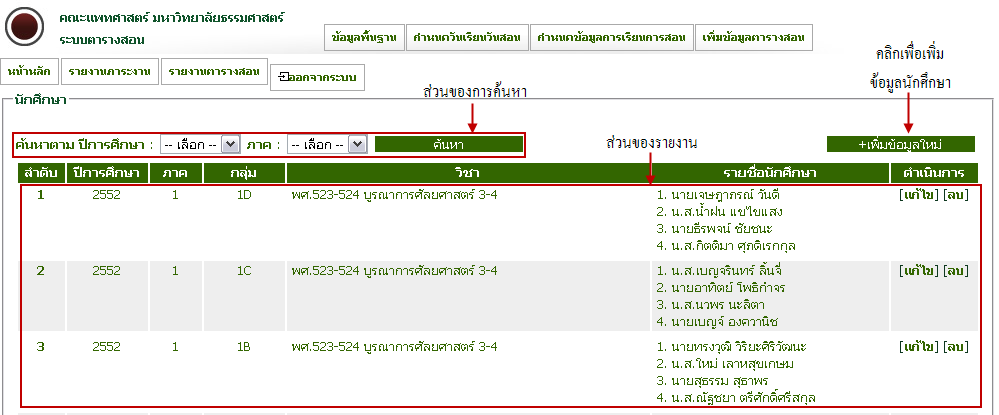 คณะแพทศาสตร์ มหาวิทยาลัยธรรมศาสตร์
ระบบตารางสอน
ข้อมูลพื้นฐาน กำหนดวันเรียนวันสอน กำหนดข้อมูลการเรียนการสอน เพิ่มข้อมูลตารางสอน
หน้าหลัก รายงานภาระงาน รายงานตารางสอน ออกจากระบบ
คลิกเพื่อเพิ่ม
ข้อมูลนักศึกษา
ส่วนของการค้นหา
นักศึกษา
ค้นหาตาม ปีการศึกษา : -- เลือก -- ภาค : -- เลือก -- ค้นหา
ส่วนของรายงาน
+เพิ่มข้อมูลใหม่
ลำดับ ปีการศึกษา ภาค กลุ่ม วิชา รายชื่อนักศึกษา ดำเนินการ
1 2552 1 1D พศ.523-524 บูรณาการศัลยศาสตร์ 3-4 1. นายเจษฎาภรณ์ วันดี [แก้ไข] [ลบ]
2. น.ส.น้ำฝน แขไขแสง
3. นายธีรพจน์ ชัยชนะ
4. น.ส.กิตติมา ศุภดิเรกกุล
2 2552 1 1C พศ.523-524 บูรณาการศัลยศาสตร์ 3-4 1. น.ส.เบญจรินทร์ ลิ้นจี่ [แก้ไข] [ลบ]
2. นายอาทิตย์ โพธิกำจร
3. น.ส.นวพร นะลิตา
4. นายเบญจ์ องควานิช
3 2552 1 1B พศ.523-524 บูรณาการศัลยศาสตร์ 3-4 1. นายทรงวุฒิ วิริยะศิริวัฒนะ [แก้ไข] [ลบ]
2. น.ส.ใหม่ เลาหสุขเกษม
3. นายสุธรรม สุธาพร
4. น.ส.ณัฐชยา ตรีศักดิ์ศรีสกุล